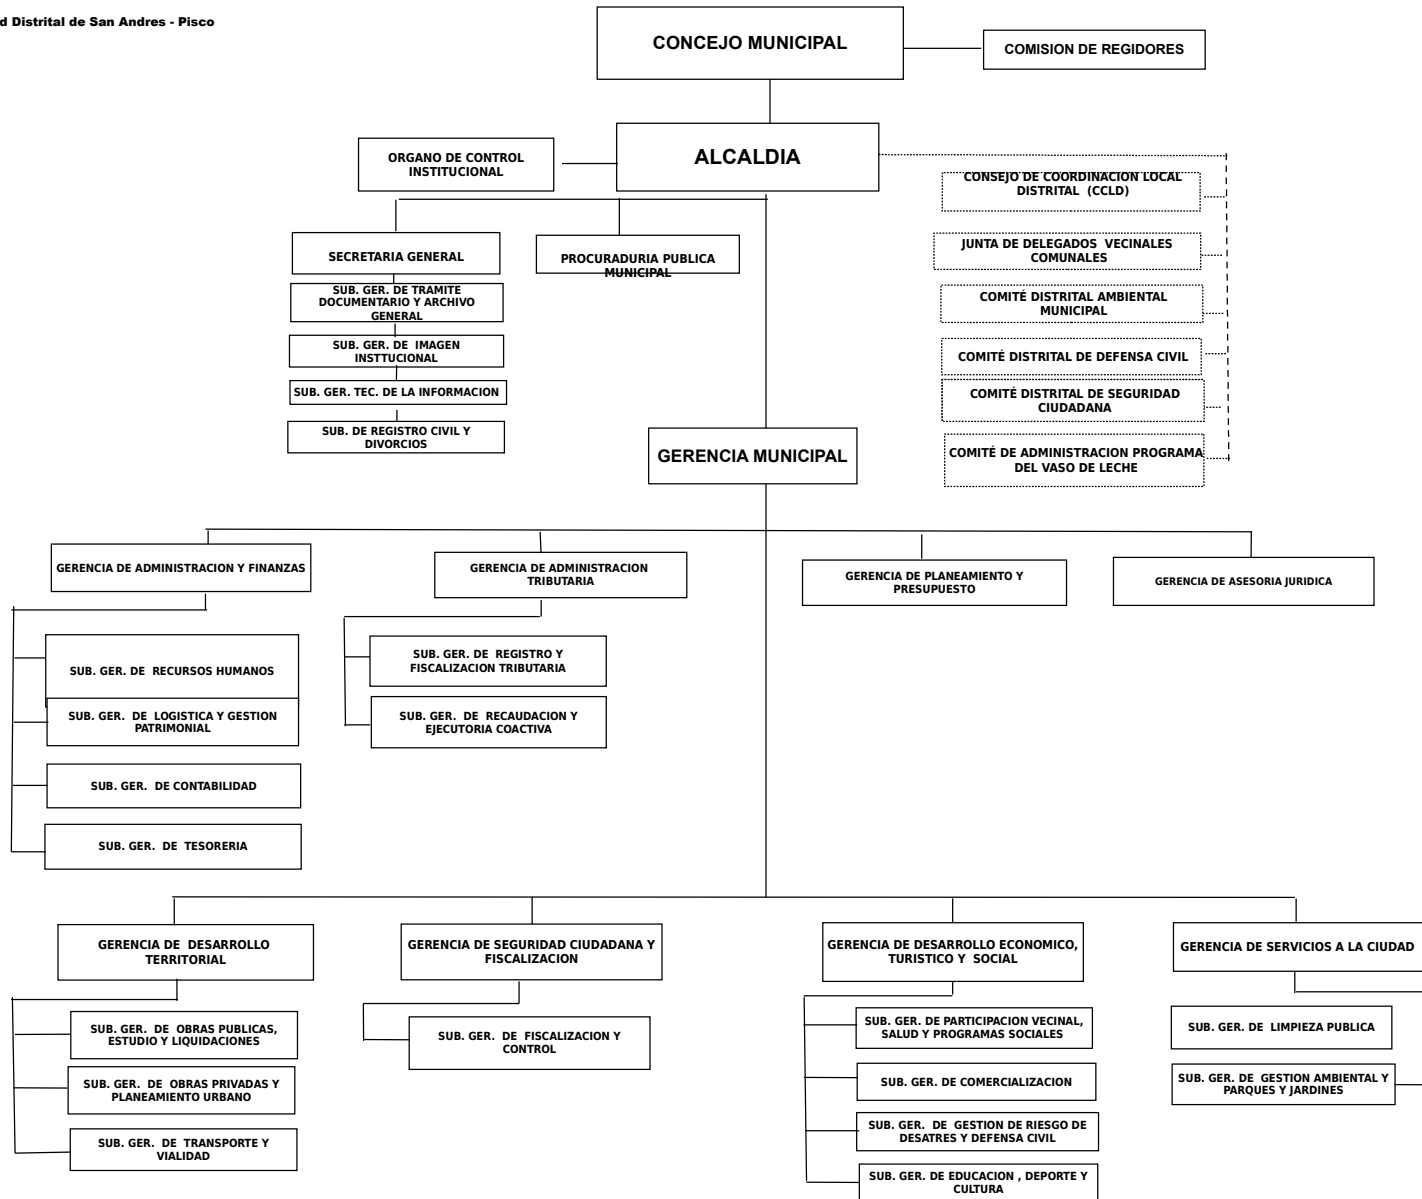 d Distrital de San Andres - Pisco
CONCEJO MUNICIPAL
COMISION DE REGIDORES
ORGANO DE CONTROL
INSTITUCIONAL
ALCALDIA
CONSEJO DE COORDINACION LOCAL
DISTRITAL (CCLD)
JUNTA DE DELEGADOS VECINALES
COMUNALES
COMITÉ DISTRITAL AMBIENTAL
MUNICIPAL
COMITÉ DISTRITAL DE DEFENSA CIVIL
COMITÉ DISTRITAL DE SEGURIDAD
CIUDADANA
COMITÉ DE ADMINISTRACION PROGRAMA
DEL VASO DE LECHE
SECRETARIA GENERAL
PROCURADURIA PUBLICA
MUNICIPAL
SUB. GER. DE TRAMITE
DOCUMENTARIO Y ARCHIVO
GENERAL
SUB. GER. DE IMAGEN
INSTTUCIONAL
SUB. GER. TEC. DE LA INFORMACION
SUB. DE REGISTRO CIVIL Y
DIVORCIOS
GERENCIA MUNICIPAL
GERENCIA DE ADMINISTRACION Y FINANZAS
GERENCIA DE ADMINISTRACION
TRIBUTARIA
GERENCIA DE PLANEAMIENTO Y
PRESUPUESTO
GERENCIA DE ASESORIA JURIDICA
SUB. GER. DE RECURSOS HUMANOS
SUB. GER. DE LOGISTICA Y GESTION
PATRIMONIAL
SUB. GER. DE CONTABILIDAD
SUB. GER. DE TESORERIA
SUB. GER. DE REGISTRO Y
FISCALIZACION TRIBUTARIA
SUB. GER. DE RECAUDACION Y
EJECUTORIA COACTIVA
GERENCIA DE DESARROLLO
TERRITORIAL
GERENCIA DE SEGURIDAD CIUDADANA Y
FISCALIZACION
GERENCIA DE DESARROLLO ECONOMICO,
TURISTICO Y SOCIAL
GERENCIA DE SERVICIOS A LA CIUDAD
SUB. GER. DE OBRAS PUBLICAS,
ESTUDIO Y LIQUIDACIONES
SUB. GER. DE OBRAS PRIVADAS Y
PLANEAMIENTO URBANO
SUB. GER. DE TRANSPORTE Y
VIALIDAD
SUB. GER. DE FISCALIZACION Y
CONTROL
SUB. GER. DE PARTICIPACION VECINAL,
SALUD Y PROGRAMAS SOCIALES
SUB. GER. DE COMERCIALIZACION
SUB. GER. DE GESTION DE RIESGO DE
DESATRES Y DEFENSA CIVIL
SUB. GER. DE EDUCACION , DEPORTE Y
CULTURA
SUB. GER. DE LIMPIEZA PUBLICA
SUB. GER. DE GESTION AMBIENTAL Y
PARQUES Y JARDINES